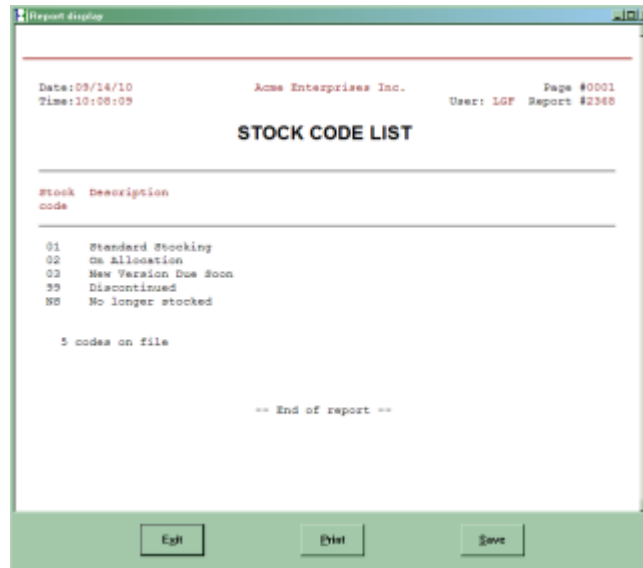 Report display
Date:09/14/10 Acme Enterprises Inc. Page #0001
Time:10:08:09 User: LGF Report #2368
STOCK CODE LIST
Stock Description
code
01 Standard Stocking
02 On Allocation
03 New Version Due Soon
99 Discontinued
NS No longer stocked
5 codes on file
-- End of report --
Exit Print Save